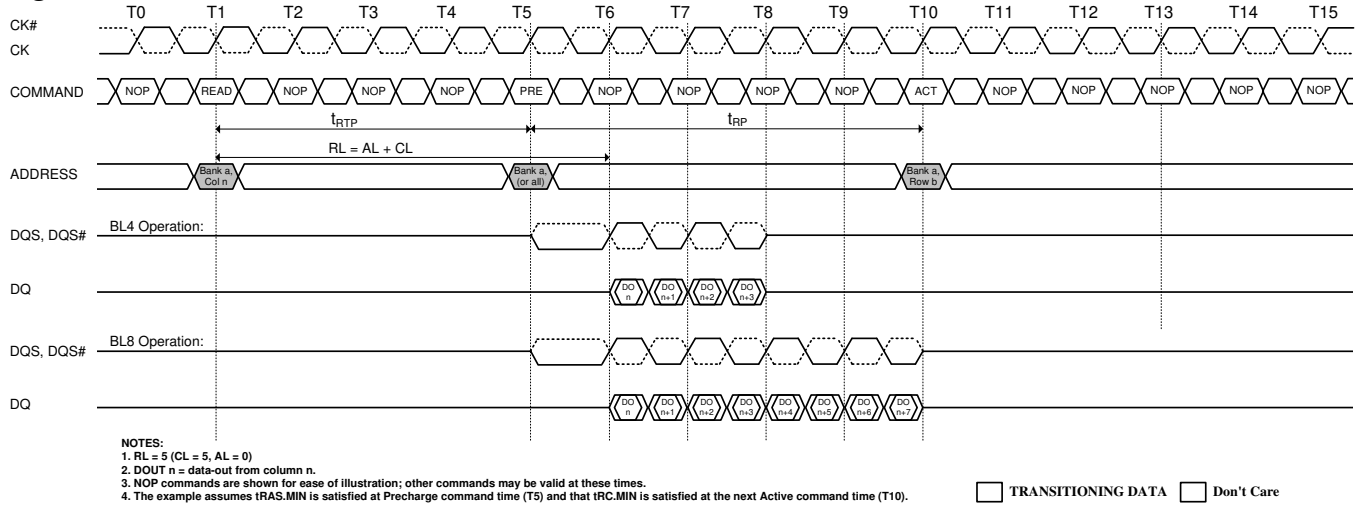 T0 T1 T2 T3 T4 T5 T6 T7 T8 T9 T10 T11 T12 T13 T14 T15
CK#
CK
COMMAND NOP READ NOP NOP NOP PRE NOP NOP NOP NOP ACT NOP NOP NOP NOP NOP
tRTP tRP
RL = AL + CL
ADDRESS Bank a, Col n Bank a, (or all) Bank a, Row b
BL4 Operation:
DQS, DQS#
DQ DO n DO n+1 DO n+2 DO n+3
BL8 Operation:
DQS, DQS#
DQ DO n DO n+1 DO n+2 DO n+3 DO n+4 DO n+5 DO n+6 DO n+7
NOTES:
1. RL = 5 (CL = 5, AL = 0)
2. DOUT n = data-out from column n.
3. NOP commands are shown for ease of illustration; other commands may be valid at these times.
4. The example assumes tRAS.MIN is satisfied at Precharge command time (T5) and that tRC.MIN is satisfied at the next Active command time (T10).
TRANSITIONING DATA Don't Care